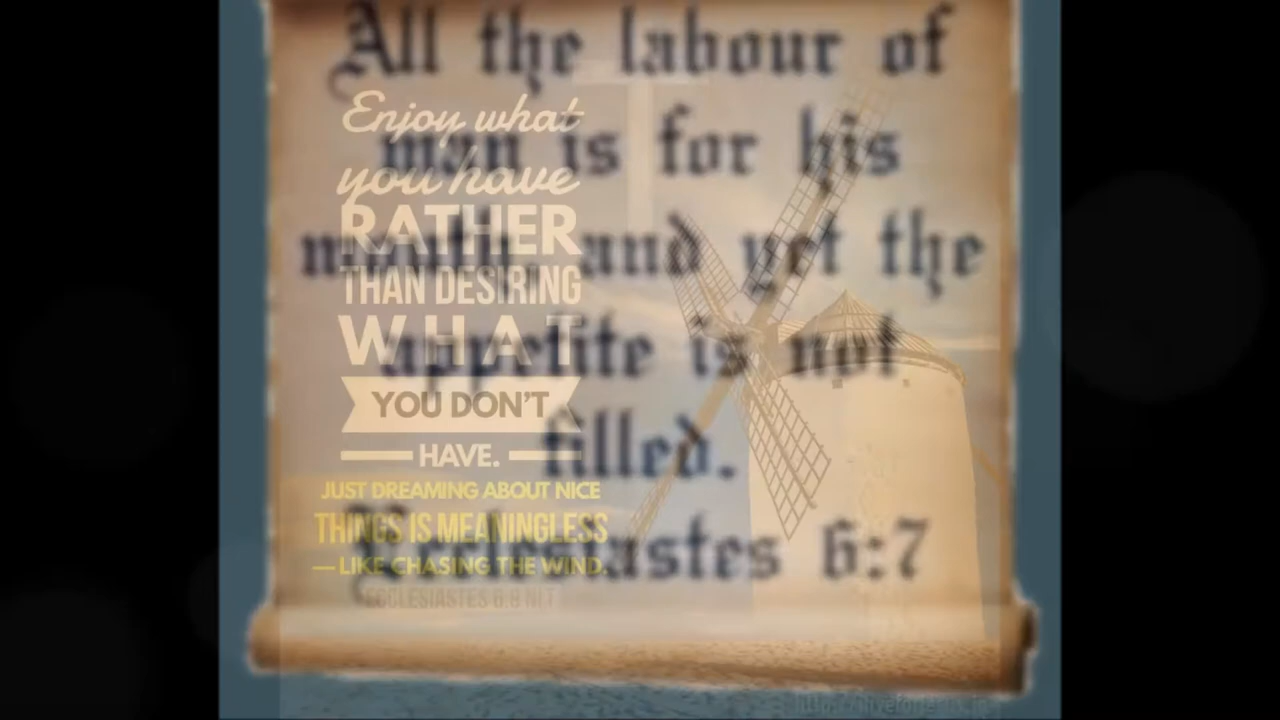 All the labour of
man is for his
mouth, and yet the
appetite is not
filled.
Ecclesiastes 6:7
Enjoy what
you have
RATHER
THAN DESIRING
WHAT
YOU DON'T
HAVE.
JUST DREAMING ABOUT NICE
THINGS IS MEANINGLESS
—LIKE CHASING THE WIND.
ECCLESIASTES 6:9 NLT